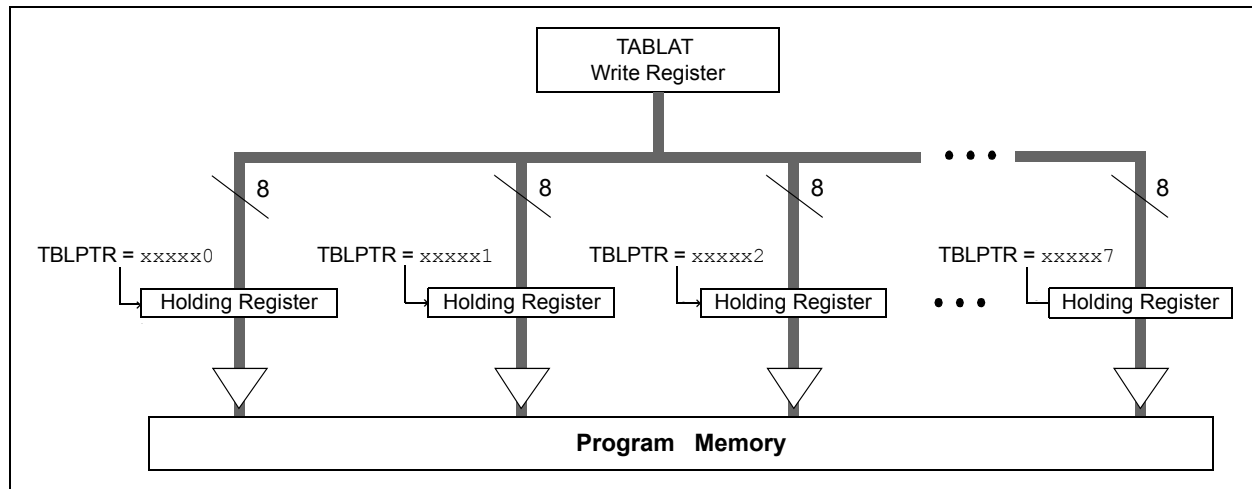 TABLAT
Write Register
8
8
8
8
TBLPTR = xxxxx0
TBLPTR = xxxxx1
TBLPTR = xxxxx2
TBLPTR = xxxxx7
Holding Register
Holding Register
Holding Register
Holding Register
Program Memory